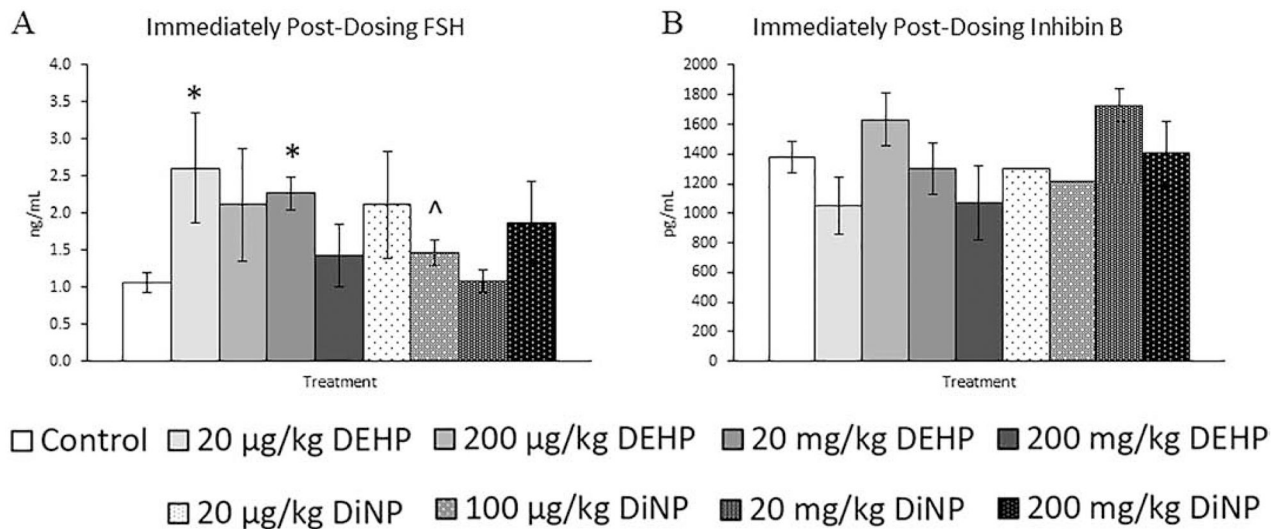 A
Immediately Post-Dosing FSH
4.0
3.5
3.0
2.5
2.0
1.5
1.0
0.5
0.0
ng/mL
*
*
^
Treatment
B
Immediately Post-Dosing Inhibin B
2000
1800
1600
1400
1200
1000
800
600
400
200
0
pg/mL
Treatment
Control
20 µg/kg DEHP
200 µg/kg DEHP
20 mg/kg DEHP
200 mg/kg DEHP
20 µg/kg DiNP
100 µg/kg DiNP
20 mg/kg DiNP
200 mg/kg DiNP